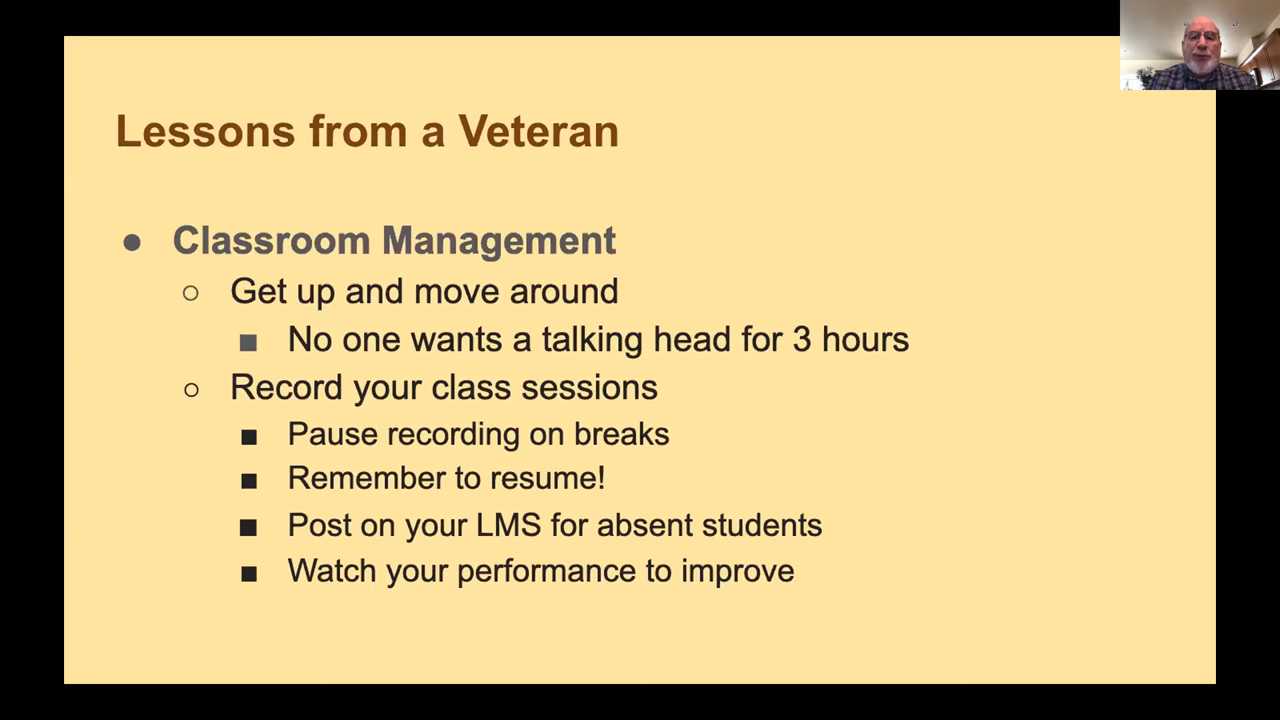 Lessons from a Veteran
● Classroom Management
○ Get up and move around
■ No one wants a talking head for 3 hours
○ Record your class sessions
■ Pause recording on breaks
■ Remember to resume!
■ Post on your LMS for absent students
■ Watch your performance to improve